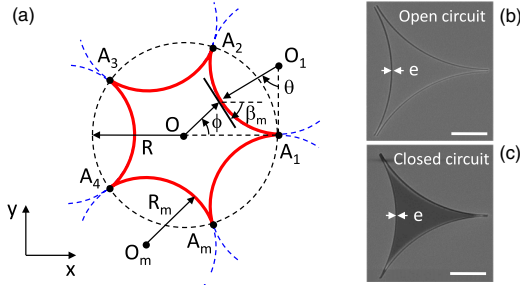 (a)
A3
A2
O1
θ
βm
ϕ
O
R
A1
A4
Rm
Am
Om
y
x
(b)
Open circuit
e
(c)
Closed circuit
e